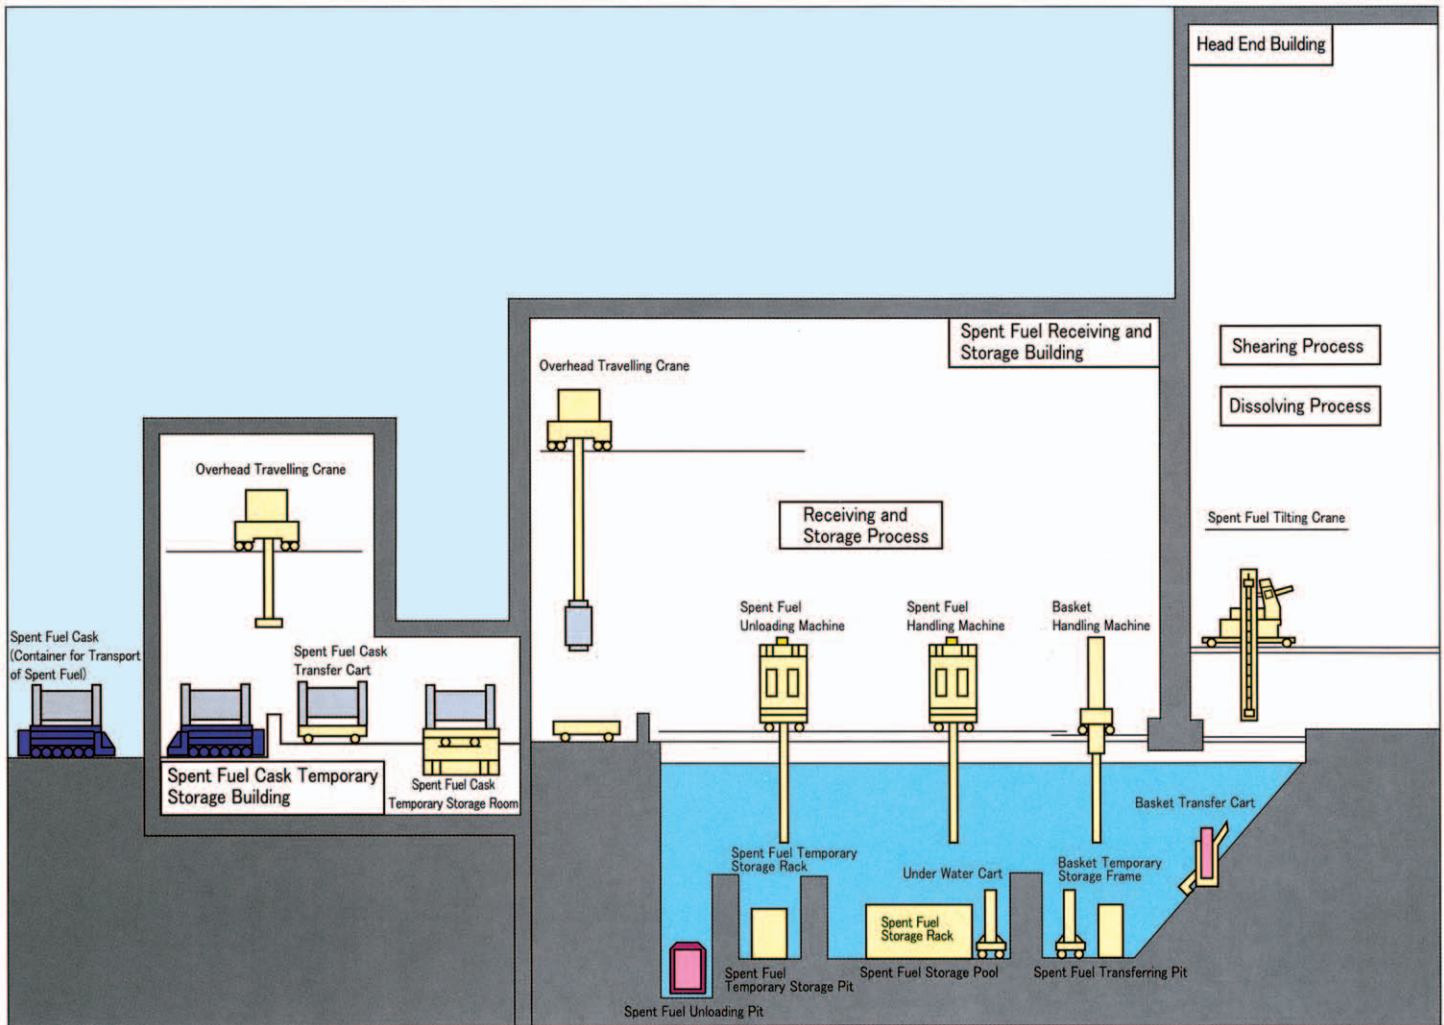 Head End Building
Spent Fuel Receiving and
Storage Building
Shearing Process
Dissolving Process
Overhead Travelling Crane
Overhead Travelling Crane
Receiving and
Storage Process
Spent Fuel Tilting Crane
Spent Fuel
Unloading Machine
Spent Fuel
Handling Machine
Basket
Handling Machine
Spent Fuel Cask
(Container for Transport
of Spent Fuel)
Spent Fuel Cask
Transfer Cart
Spent Fuel Cask Temporary
Storage Building
Spent Fuel Cask
Temporary Storage Room
Basket Transfer Cart
Spent Fuel Temporary
Storage Rack
Under Water Cart
Basket Temporary
Storage Frame
Spent Fuel
Storage Rack
Spent Fuel
Temporary Storage Pit
Spent Fuel Storage Pool
Spent Fuel Transferring Pit
Spent Fuel Unloading Pit